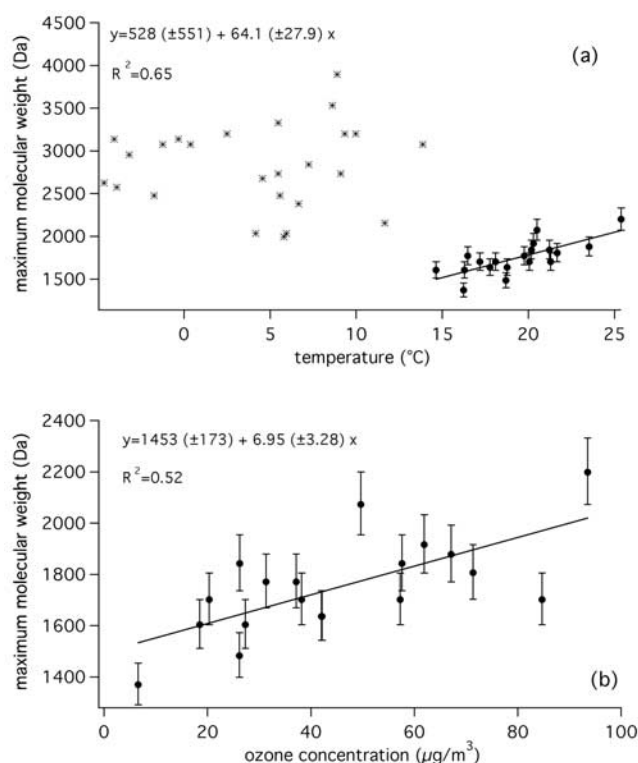 y=528 (±551) + 64.1 (±27.9) x
(a)
R²=0.65
maximum molecular weight (Da)
4500
4000
3500
3000
2500
2000
1500
0 5 10 15 20 25
temperature (°C)
y=1453 (±173) + 6.95 (±3.28) x
R²=0.52
maximum molecular weight (Da)
2400
2200
2000
1800
1600
1400
(b)
0 20 40 60 80 100
ozone concentration (µg/m³)